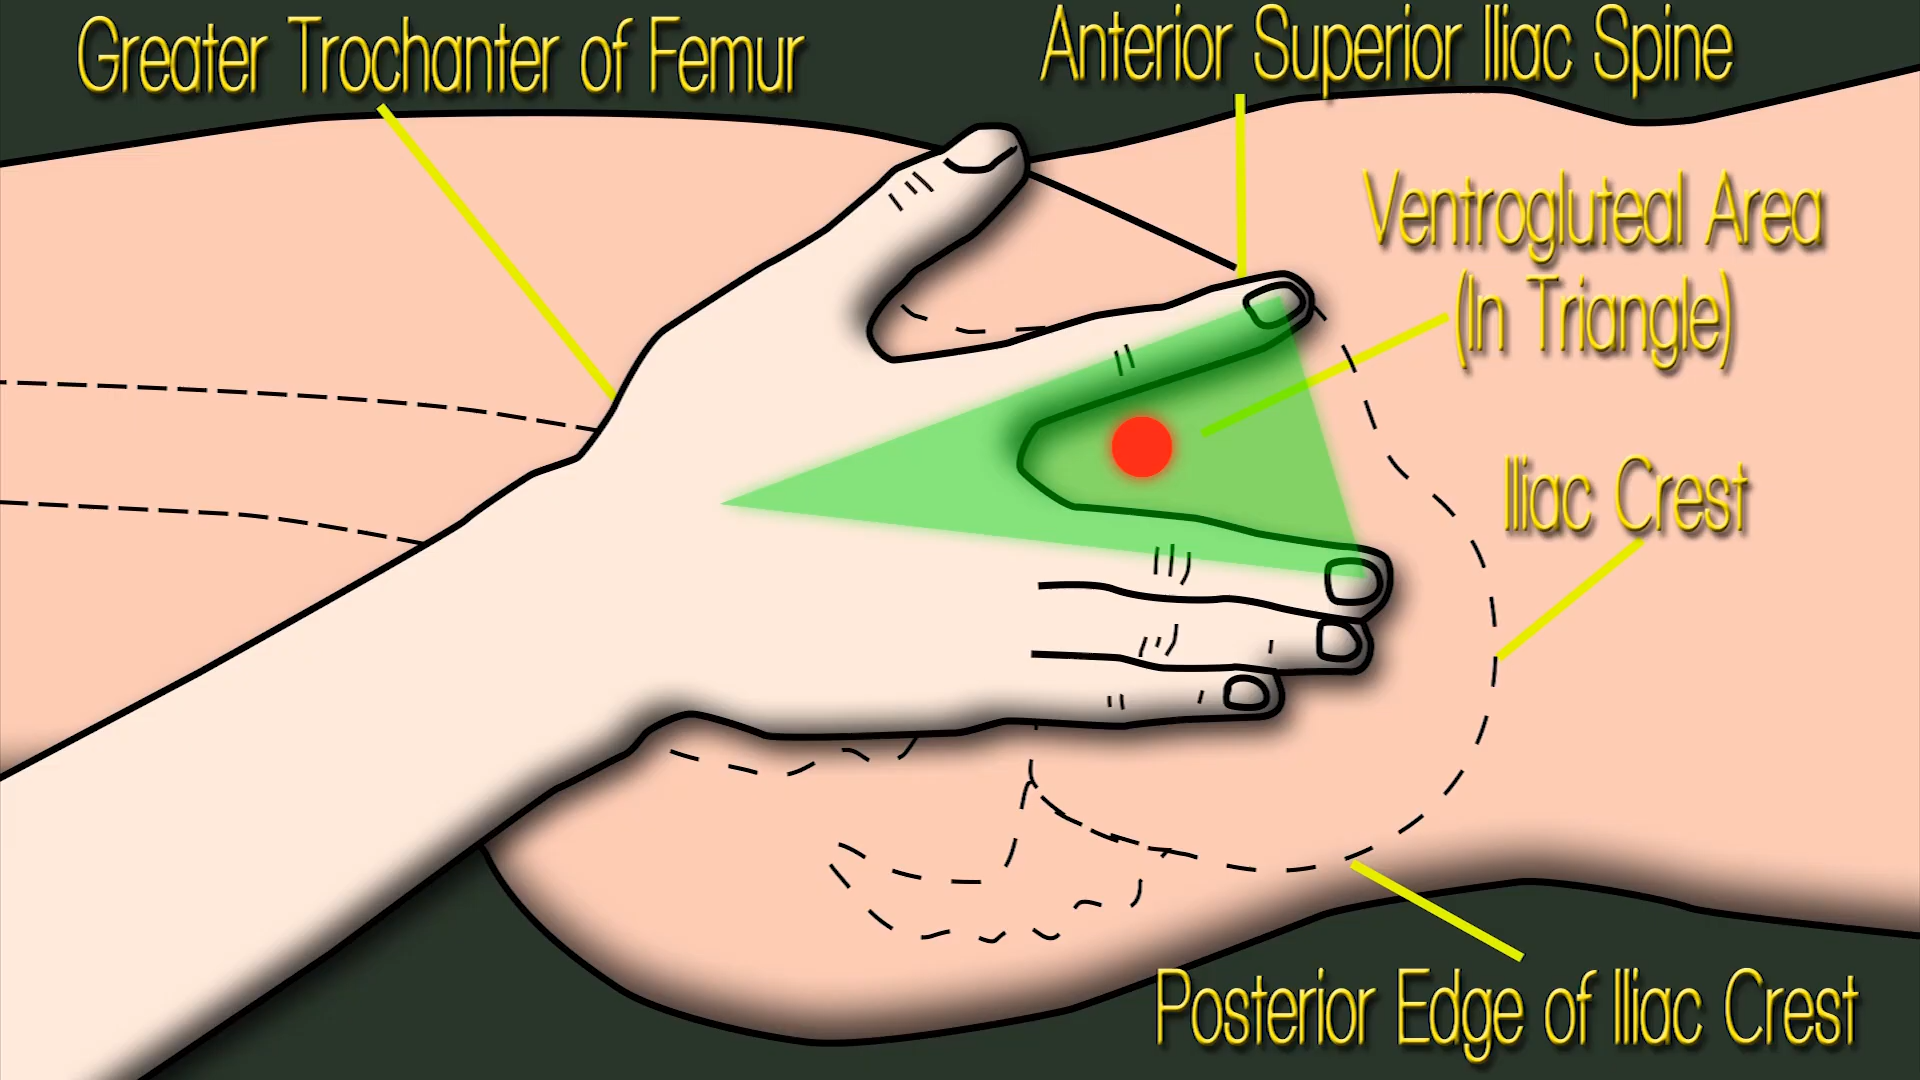 Greater Trochanter of Femur
Anterior Superior Iliac Spine
Ventrogluteal Area
(In Triangle)
Iliac Crest
Posterior Edge of Iliac Crest